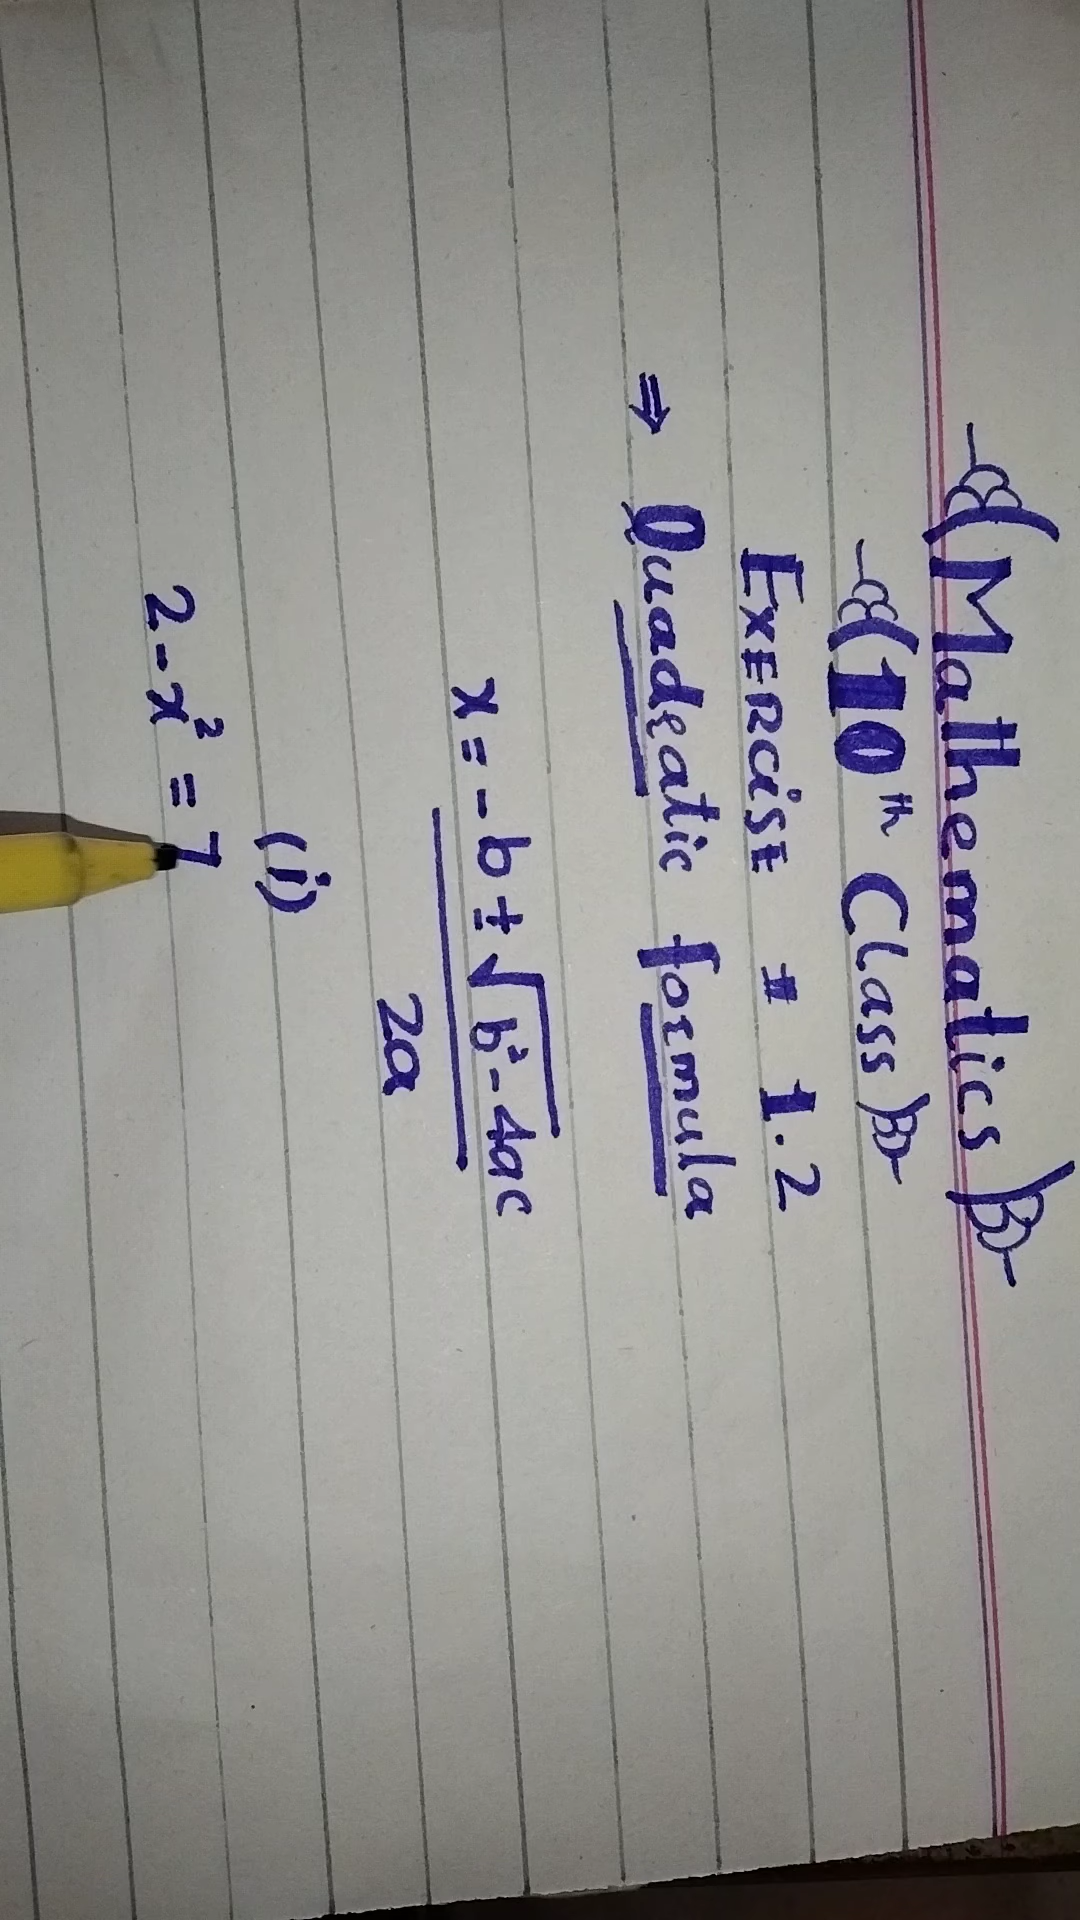 Mathematics
10th Class
Exercise # 1.2
⇒ Quadratic formula
x = -b ± √b² - 4ac
2a
(i)
2 - x² = 7